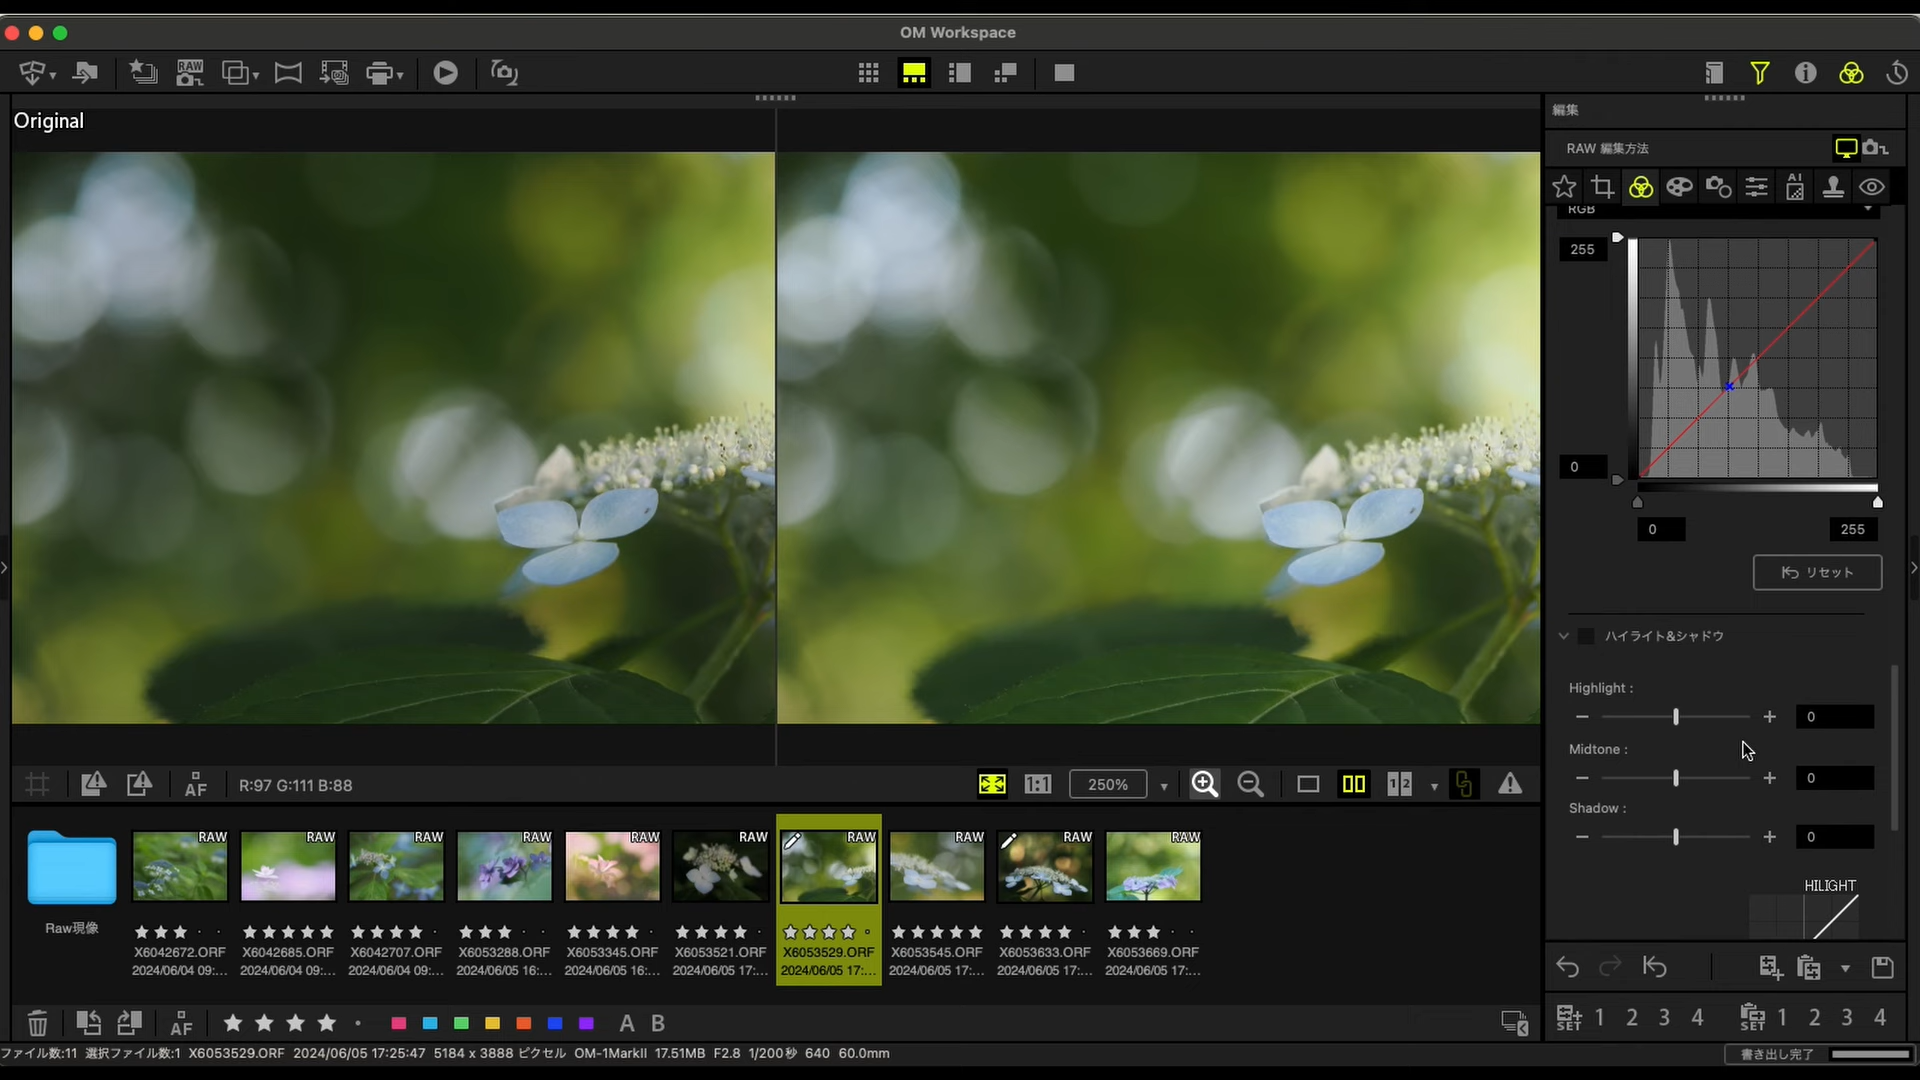 OM Workspace
RAW
Original
編集
RAW 編集方法
AI
RGB
255
0
0
255
リセット
ハイライト&シャドウ
Highlight :
0
Midtone :
0
Shadow :
0
HILIGHT
AF
R:97 G:111 B:88
1:1
250%
1 2
RAW
RAW
RAW
RAW
RAW
RAW
RAW
RAW
RAW
RAW
Raw現像
X6042672.ORF
2024/06/04 09:...
X6042685.ORF
2024/06/04 09:...
X6042707.ORF
2024/06/04 09:...
X6053288.ORF
2024/06/05 16:...
X6053345.ORF
2024/06/05 16:...
X6053521.ORF
2024/06/05 17:...
X6053529.ORF
2024/06/05 17:...
X6053545.ORF
2024/06/05 17:...
X6053633.ORF
2024/06/05 17:...
X6053669.ORF
2024/06/05 17:...
AF
A B
SET 1 2 3 4
SET 1 2 3 4
ファイル数:11 選択ファイル数:1 X6053529.ORF 2024/06/05 17:25:47 5184 x 3888 ピクセル OM-1MarkII 17.51MB F2.8 1/200秒 640 60.0mm
書き出し完了